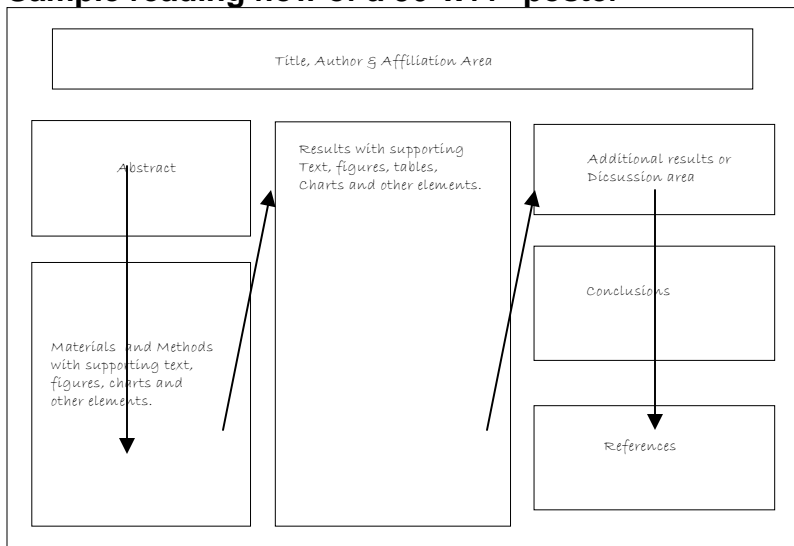 Title, Author & Affiliation Area
Abstract
Materials and Methods
with supporting text,
figures, charts and
other elements.
Results with supporting
Text, figures, tables,
Charts and other elements.
Additional results or
Dicsussion area
Conclusions
References